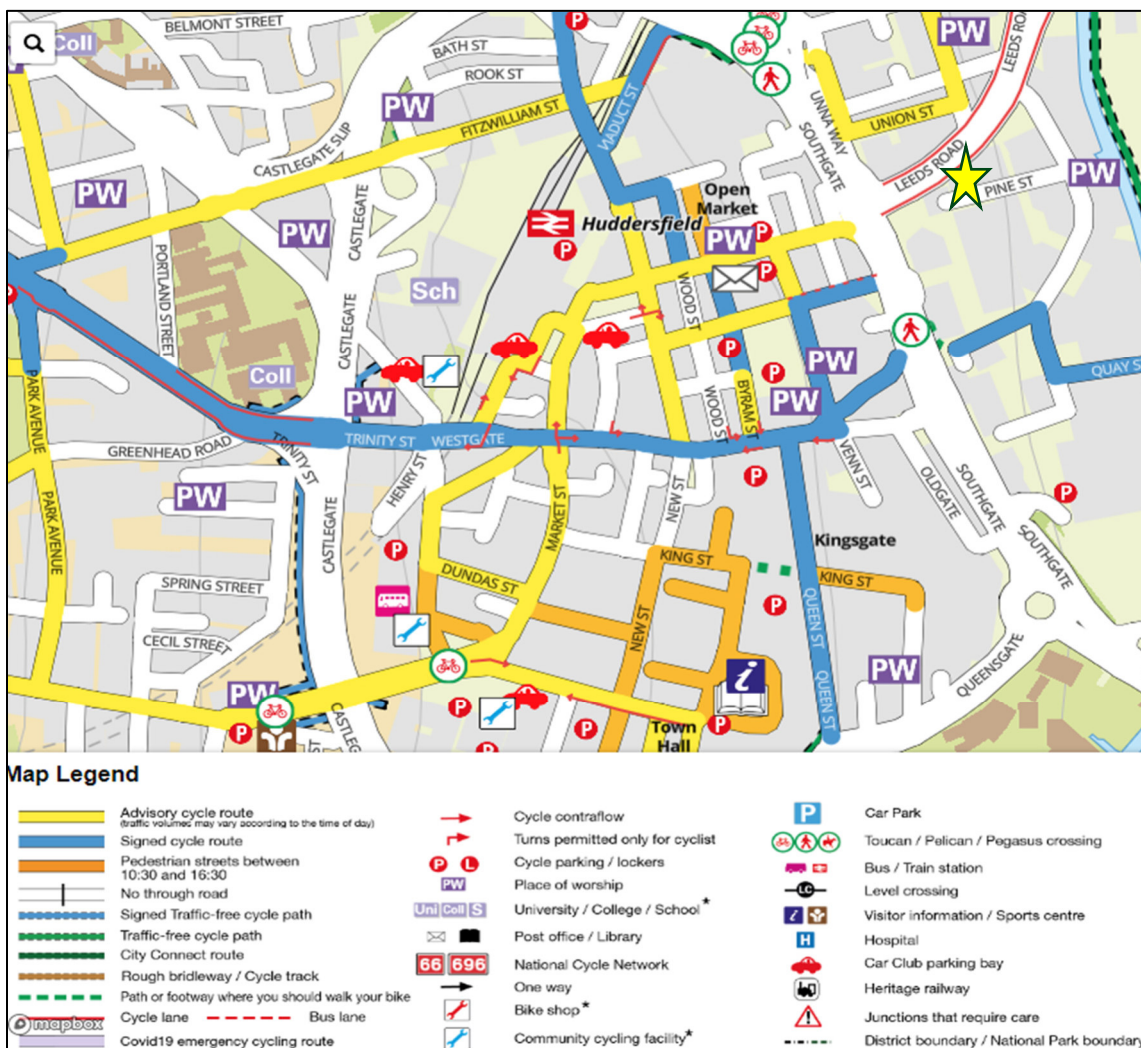 BELMONT STREET
Coll
BATH ST
ROOK ST
PW
PW
PW
LEEDS ROAD
UNNA WAY
SOUTHGATE
UNION ST
FITZWILLIAM ST
VIADUCT ST
CASTLEGATE SLIP
LEEDS ROAD
PINE ST
PW
PW
Open
Market
CASTLEGATE
PW
P
Huddersfield
PW
P
P
P
PORTLAND STREET
CASTLEGATE
Sch
WOOD ST
P
CASTLEGATE
Coll
PW
P
PW
P
PW
QUAY S
PARK AVENUE
BYRAM ST
WOOD ST
GREENHEAD ROAD
TRINITY ST
TRINITY ST
WESTGATE
HENRY ST
MARKET ST
NEW ST
VENN ST
OLDGATE
SOUTHGATE
P
P
PW
PARK AVENUE
CASTLEGATE
Kingsgate
SOUTHGATE
P
SPRING STREET
DUNDAS ST
KING ST
KING ST
P
CECIL STREET
NEW ST
QUEEN ST
QUEENSGATE
PW
PW
i
QUEEN ST
P
P
P
P
P
CASTLEG
ST
Town
Hall
Map Legend
Advisory cycle route
(traffic volumes may vary according to the time of day)
Signed cycle route
Pedestrian streets between
10:30 and 16:30
No through road
Signed Traffic-free cycle path
Traffic-free cycle path
City Connect route
Rough bridleway / Cycle track
Path or footway where you should walk your bike
Cycle lane
Bus lane
mapbox
Covid19 emergency cycling route
Cycle contraflow
Turns permitted only for cyclist
P L Cycle parking / lockers
PW Place of worship
Uni Coll S University / College / School*
Post office / Library
66 696 National Cycle Network
One way
Bike shop*
Community cycling facility*
P Car Park
Toucan / Pelican / Pegasus crossing
Bus / Train station
LC Level crossing
i Visitor information / Sports centre
H Hospital
Car Club parking bay
Heritage railway
Junctions that require care
District boundary / National Park boundary